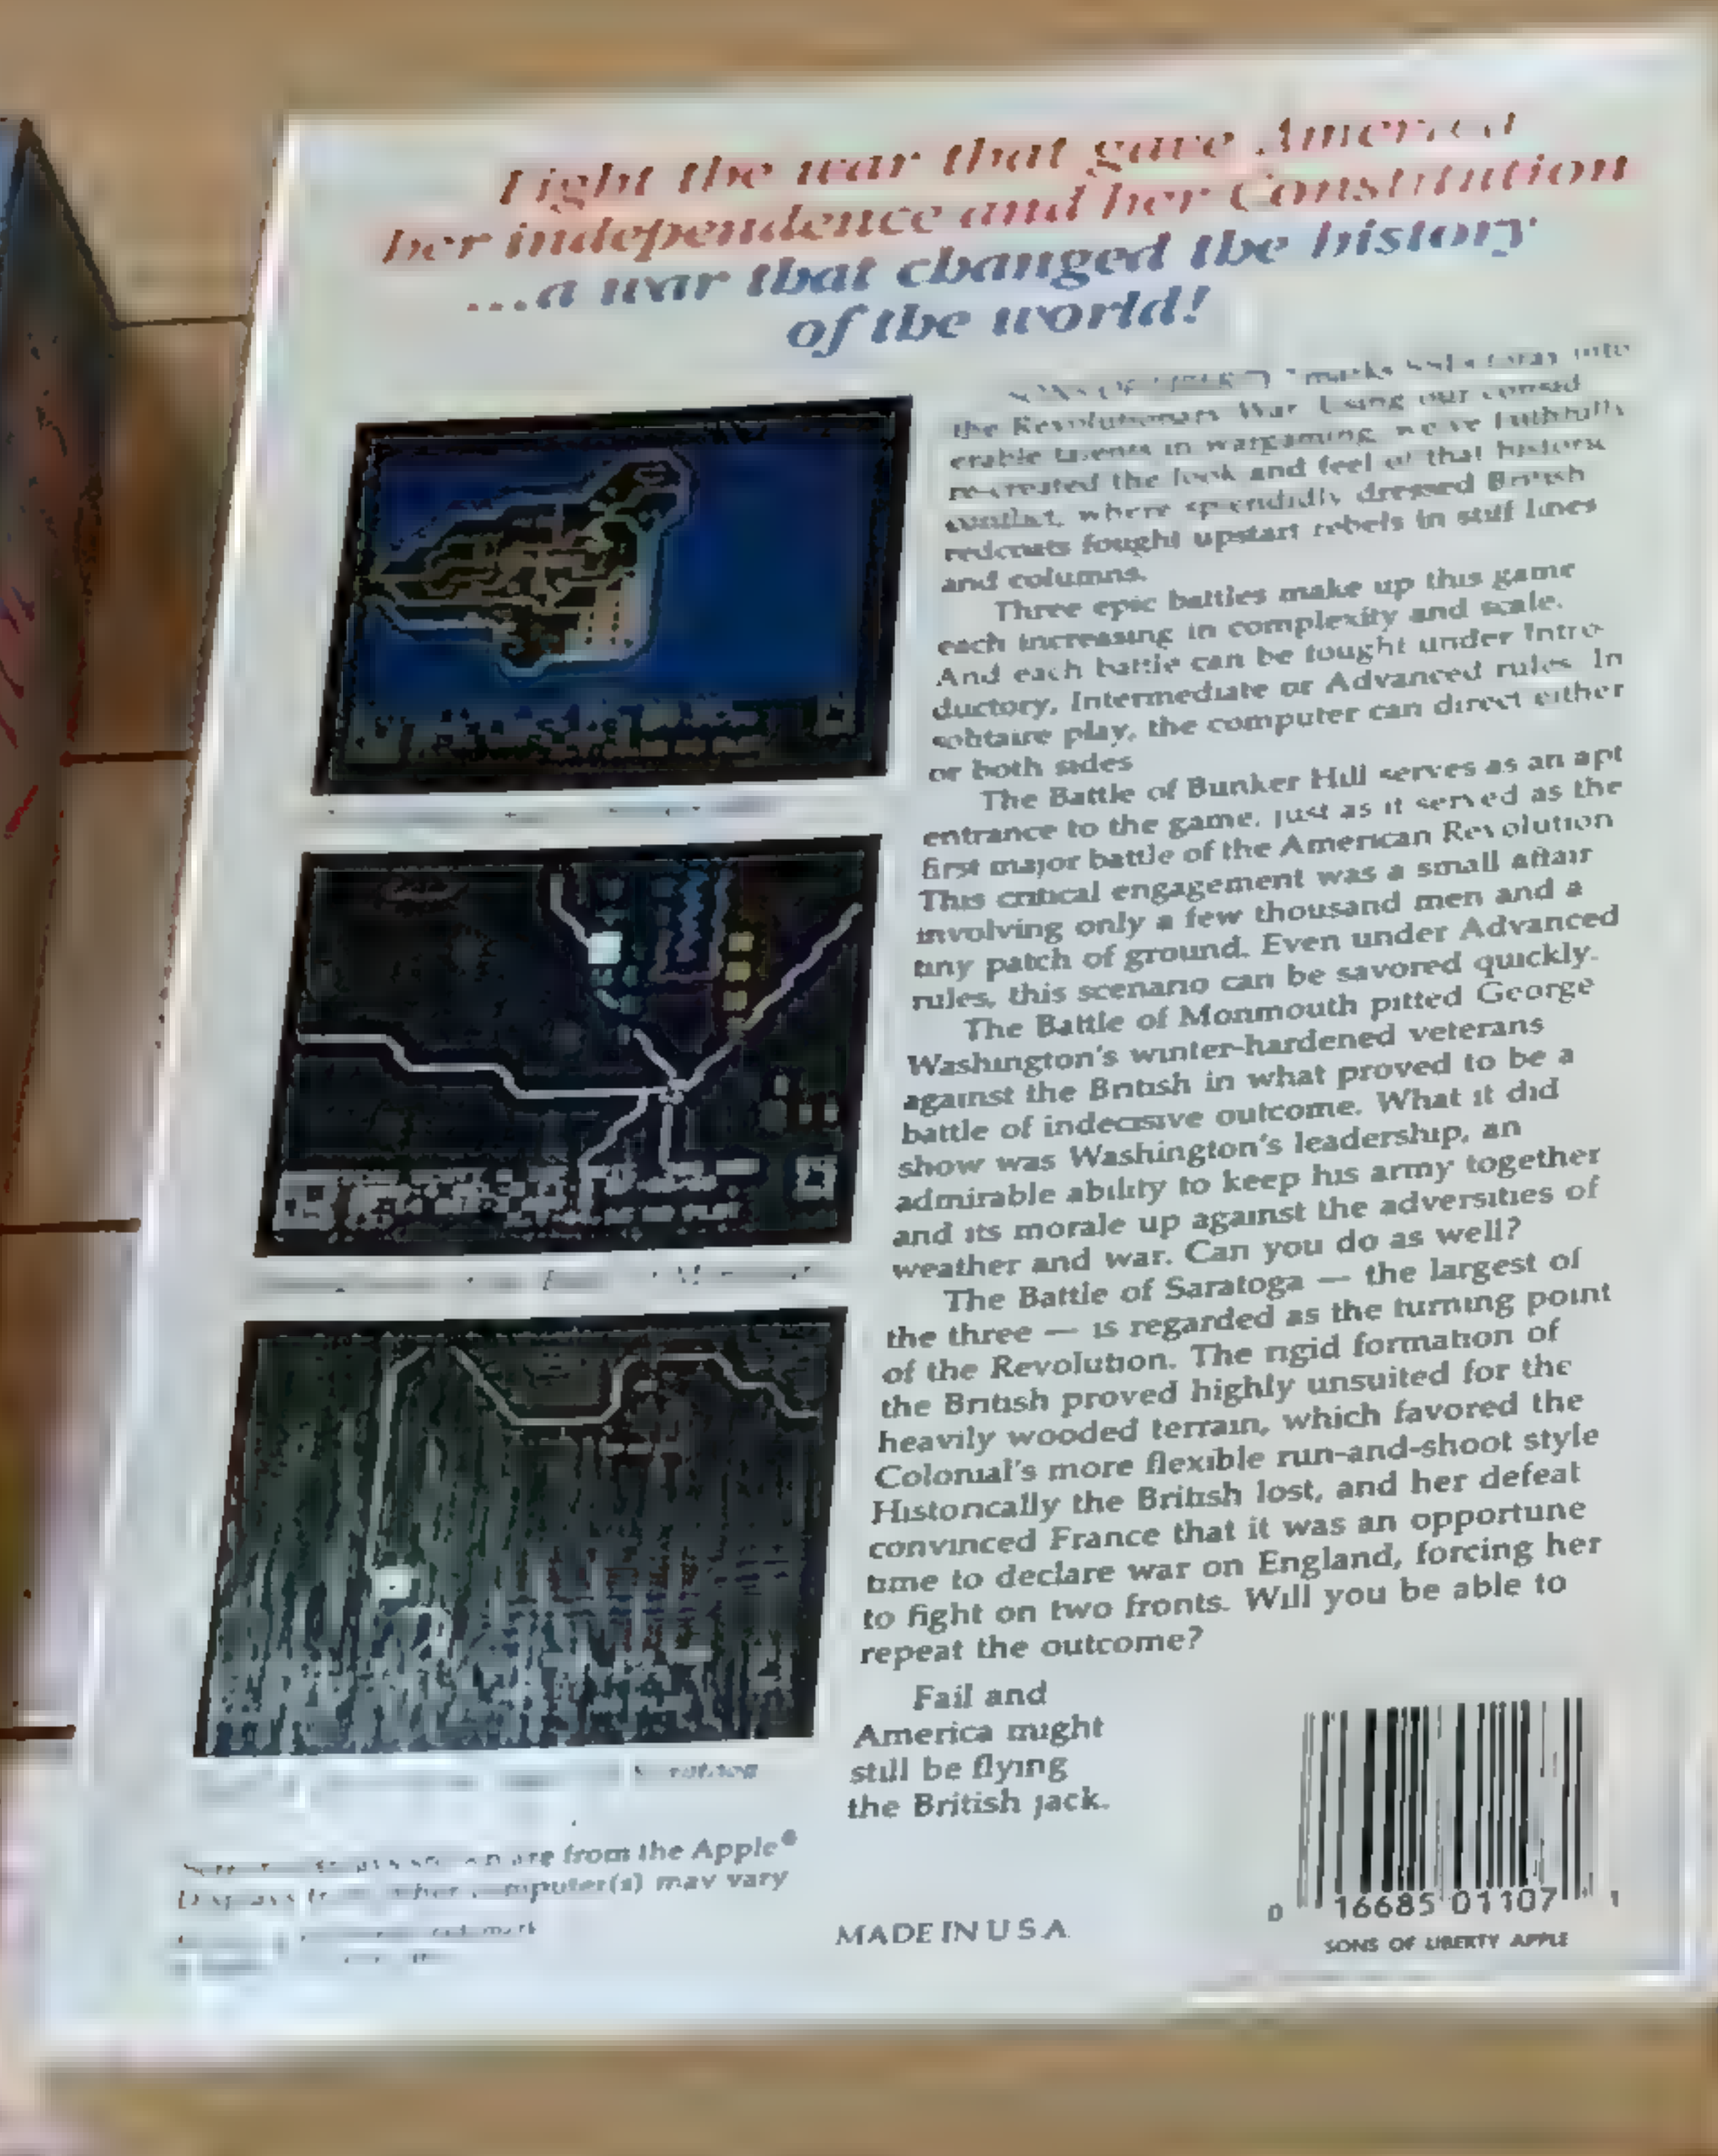 Fight the war that gave America
her independence and her Constitution
...a war that changed the history
of the world!
marks into
the Revolutionary War. Using our consid-
erable talents in wargaming, we've faithfully
re-created the look and feel of that historic
conflict, where splendidly dressed British
redcoats fought upstart rebels in stiff lines
and columns.
Three epic battles make up this game
each increasing in complexity and scale.
And each battle can be fought under Intro-
ductory, Intermediate or Advanced rules. In
solitaire play, the computer can direct either
or both sides
The Battle of Bunker Hill serves as an apt
entrance to the game, just as it served as the
first major battle of the American Revolution
This critical engagement was a small affair
involving only a few thousand men and a
tiny patch of ground. Even under Advanced
rules, this scenario can be savored quickly.
The Battle of Monmouth pitted George
Washington's winter-hardened veterans
against the British in what proved to be a
battle of indecisive outcome. What it did
show was Washington's leadership, an
admirable ability to keep his army together
and its morale up against the adversities of
weather and war. Can you do as well?
The Battle of Saratoga — the largest of
the three — is regarded as the turning point
of the Revolution. The rigid formation of
the British proved highly unsuited for the
heavily wooded terrain, which favored the
Colonial's more flexible run-and-shoot style
Historically the British lost, and her defeat
convinced France that it was an opportune
time to declare war on England, forcing her
to fight on two fronts. Will you be able to
repeat the outcome?
Fail and
America might
still be flying
the British jack.
are from the Apple®
Displays from other computer(s) may vary
MADE IN U S A
0 16685 01107 1
SONS OF LIBERTY APPLE